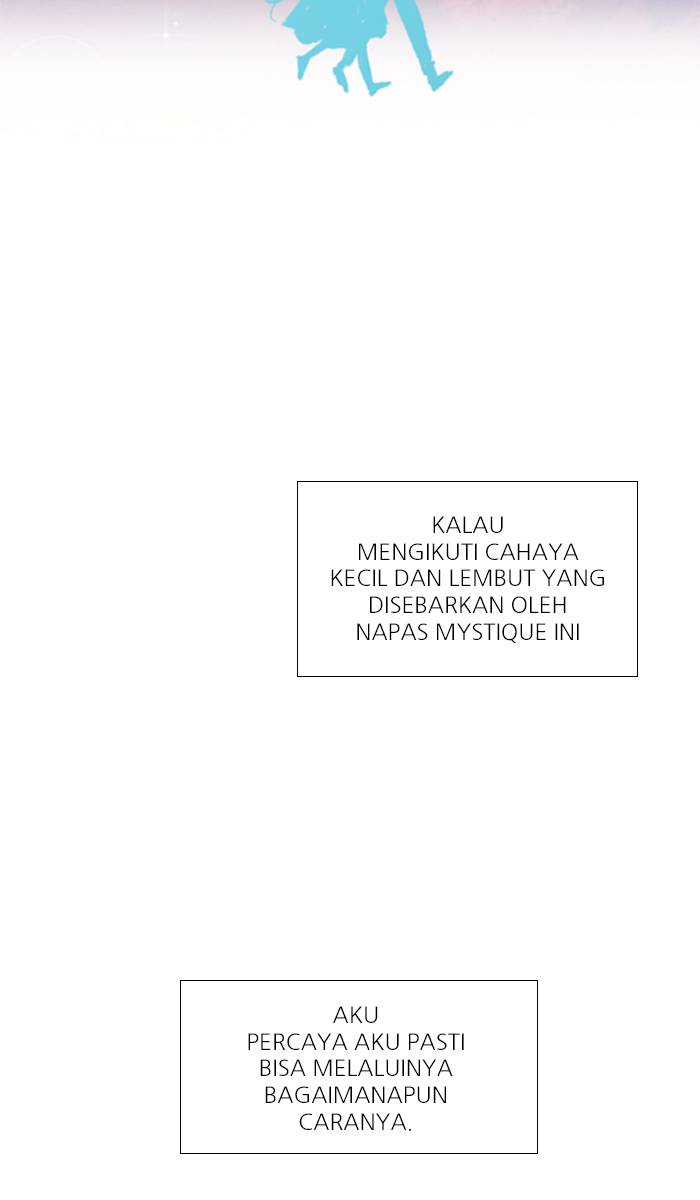 KALAU
MENGIKUTI CAHAYA
KECIL DAN LEMBUT YANG
DISEBARKAN OLEH
NAPAS MYSTIQUE INI
AKU
PERCAYA AKU PASTI
BISA MELALUINYA
BAGAIMANAPUN
CARANYA.